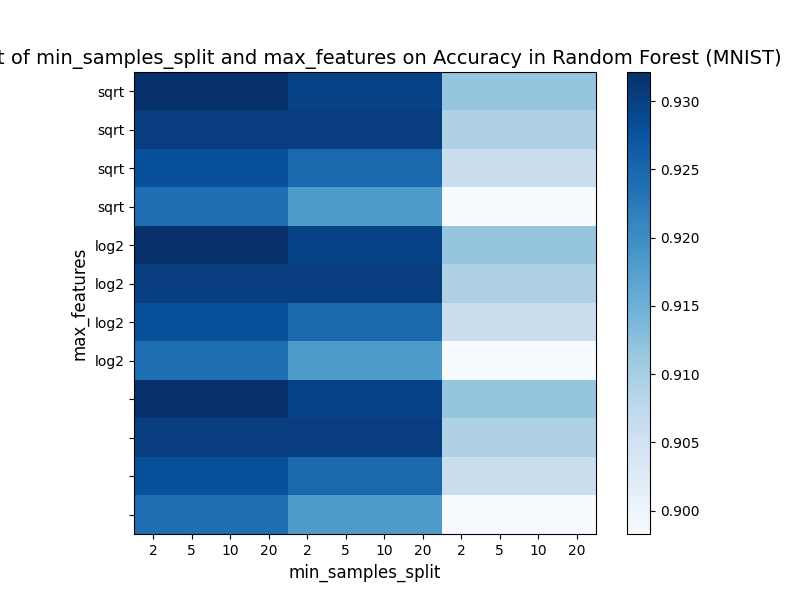 t of min_samples_split and max_features on Accuracy in Random Forest (MNIST)
sqrt
sqrt
sqrt
sqrt
log2
log2
log2
log2
max_features
2 5 10 20 2 5 10 20 2 5 10 20
min_samples_split
0.930
0.925
0.920
0.915
0.910
0.905
0.900